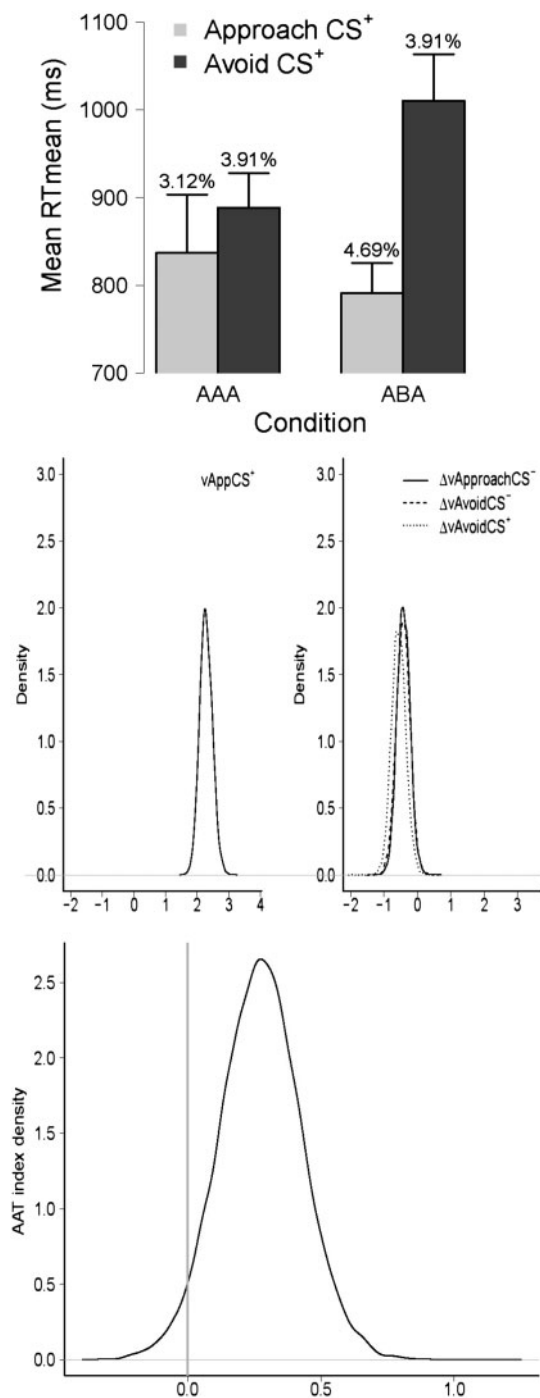 1100
Approach CS+
Avoid CS+
3.91%
1000
Mean RTmean (ms)
3.91%
3.12%
900
4.69%
800
700
AAA
ABA
Condition
3.0
vAppCS+
2.5
2.0
1.5
Density
1.0
0.5
0.0
-2 -1 0 1 2 3 4
3.0
ΔvApproachCS-
ΔvAvoidCS-
ΔvAvoidCS+
2.5
2.0
1.5
Density
1.0
0.5
0.0
-2 -1 0 1 2 3
2.5
2.0
1.5
AAT index density
1.0
0.5
0.0
0.0 0.5 1.0